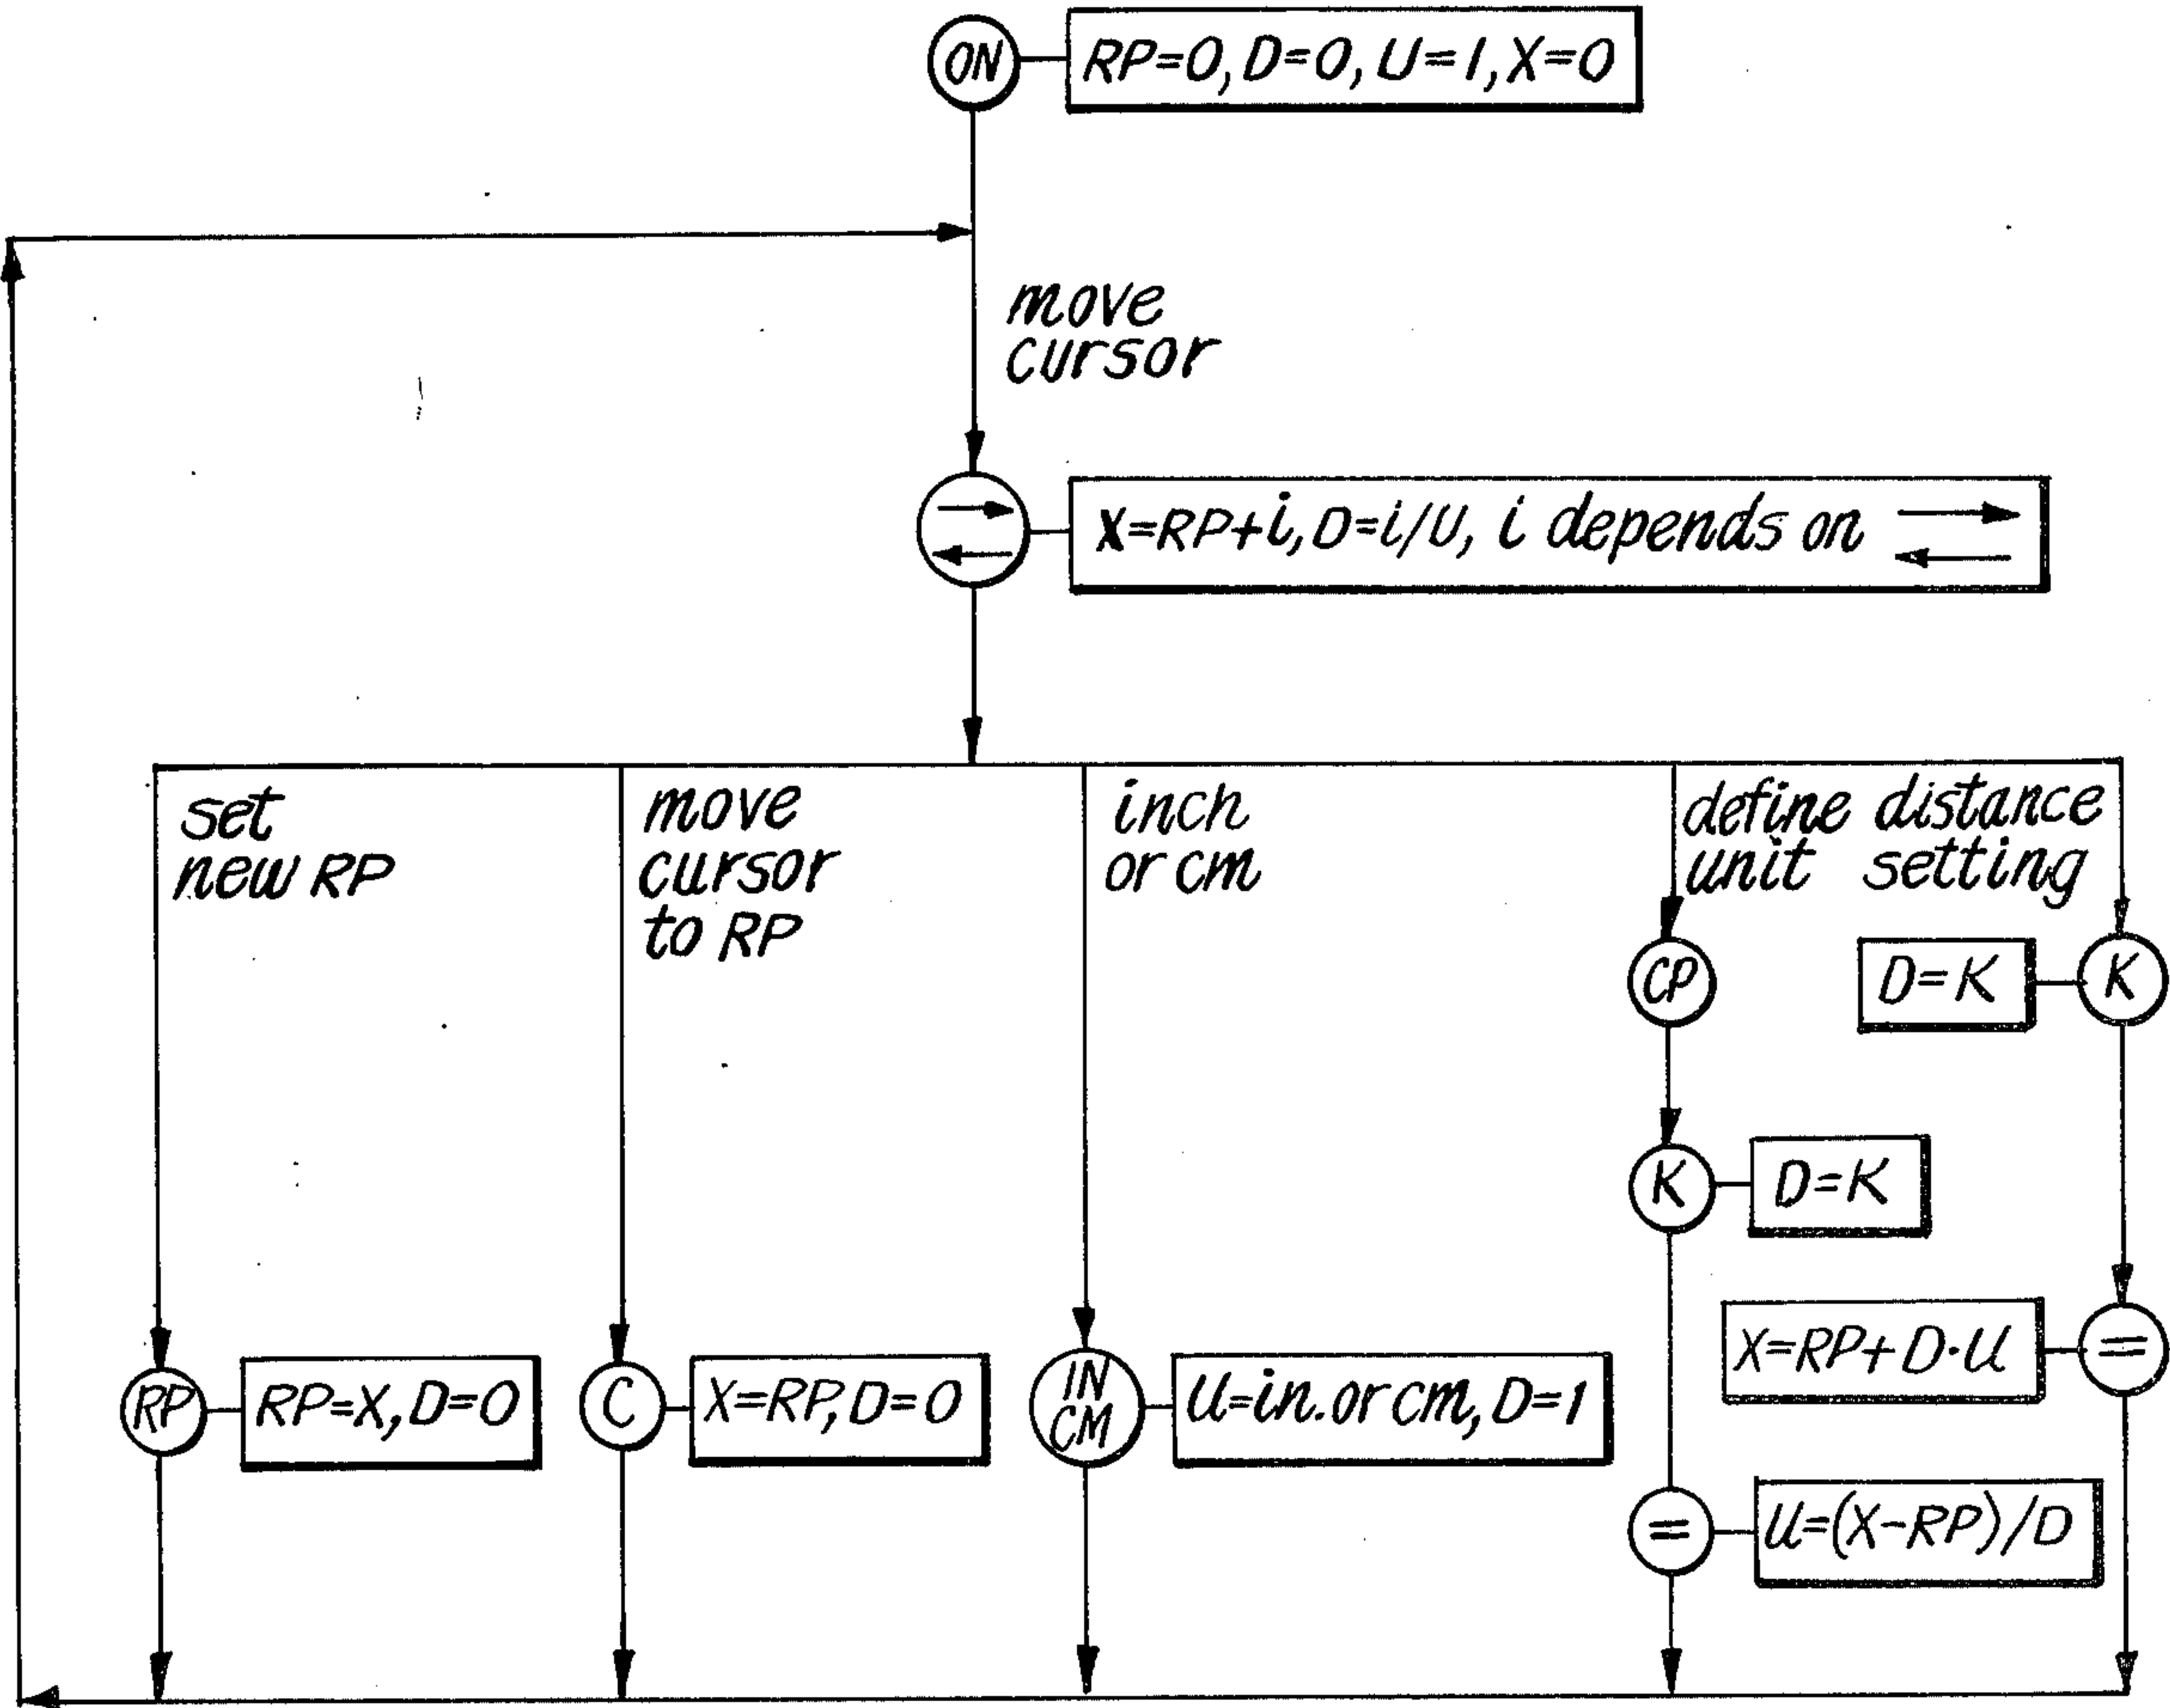 ON
RP=0, D=0, U=1, X=0
move
cursor
X=RP+i, D=i/U, i depends on
set
new RP
move
cursor
to RP
inch
or cm
define distance
unit setting
CP
D=K
K
K
D=K
X=RP+D·U
=
RP
RP=X, D=0
C
X=RP, D=0
IN
CM
U=in. or cm, D=1
=
U=(X-RP)/D